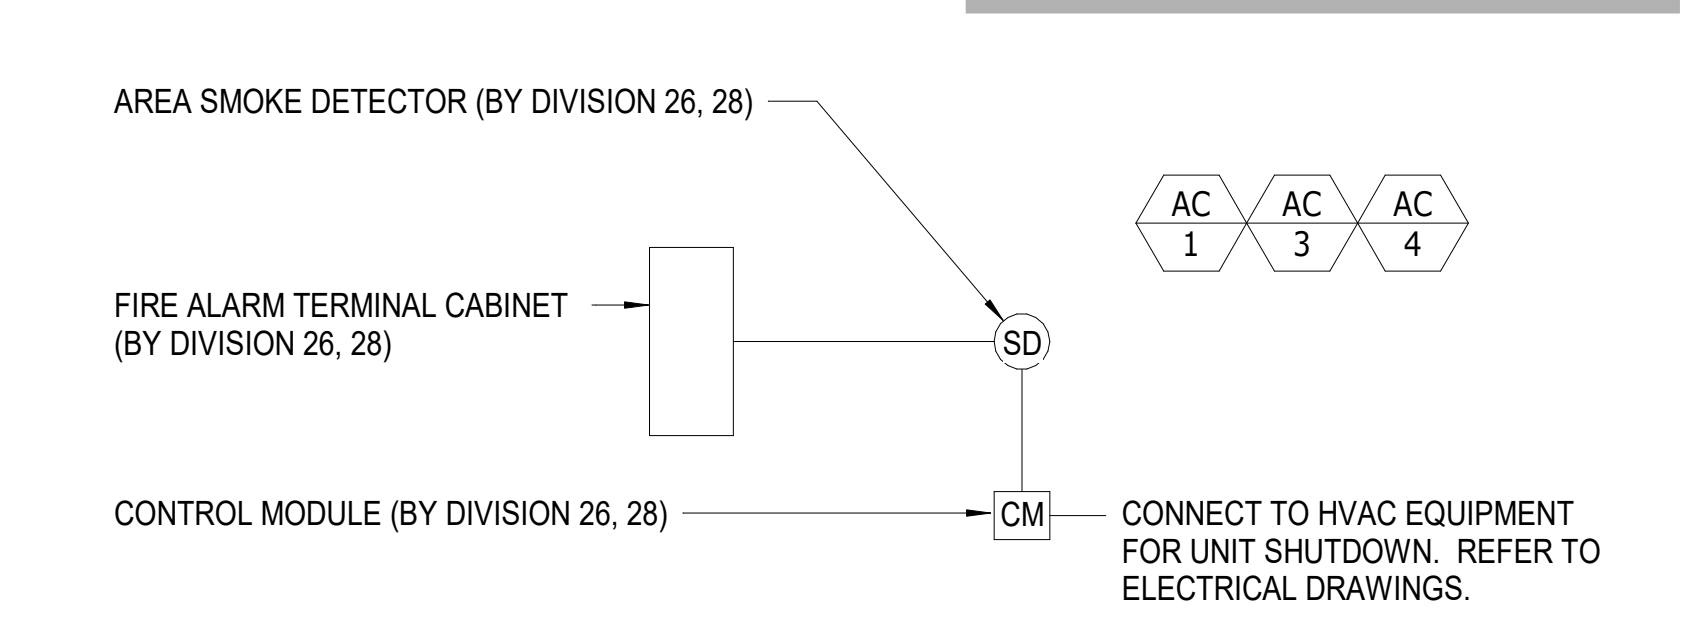 AREA SMOKE DETECTOR (BY DIVISION 26, 28)
AC AC AC
1 3 4
FIRE ALARM TERMINAL CABINET
(BY DIVISION 26, 28)
SD
CONTROL MODULE (BY DIVISION 26, 28)
CM
CONNECT TO HVAC EQUIPMENT
FOR UNIT SHUTDOWN. REFER TO
ELECTRICAL DRAWINGS.